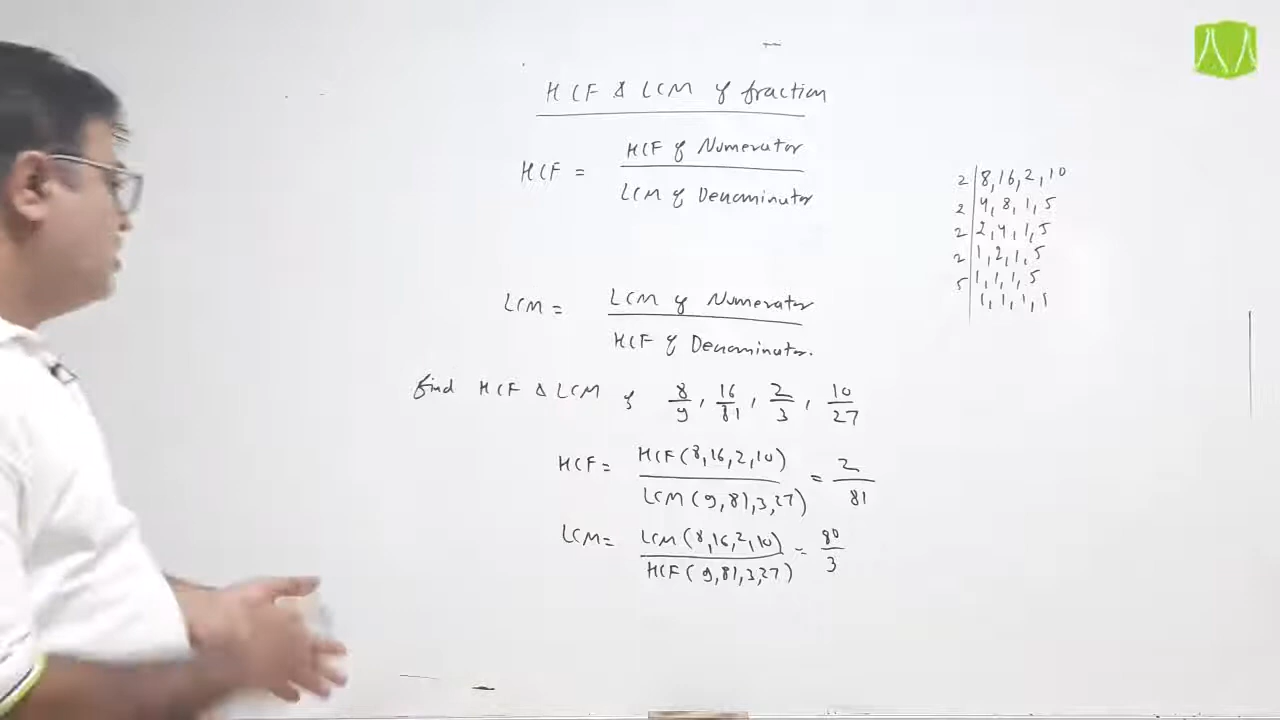 HCF & LCM of fraction
HCF = HCF of Numerator / LCM of Denominator
LCM = LCM of Numerator / HCF of Denominator.
find HCF & LCM of 8/9, 16/81, 2/3, 10/27
HCF = HCF(8,16,2,10) / LCM(9,81,3,27) = 2/81
LCM = LCM(8,16,2,10) / HCF(9,81,3,27) = 80/3
2 | 8,16,2,10
2 | 4,8,1,5
2 | 2,4,1,5
2 | 1,2,1,5
5 | 1,1,1,5
1,1,1,1